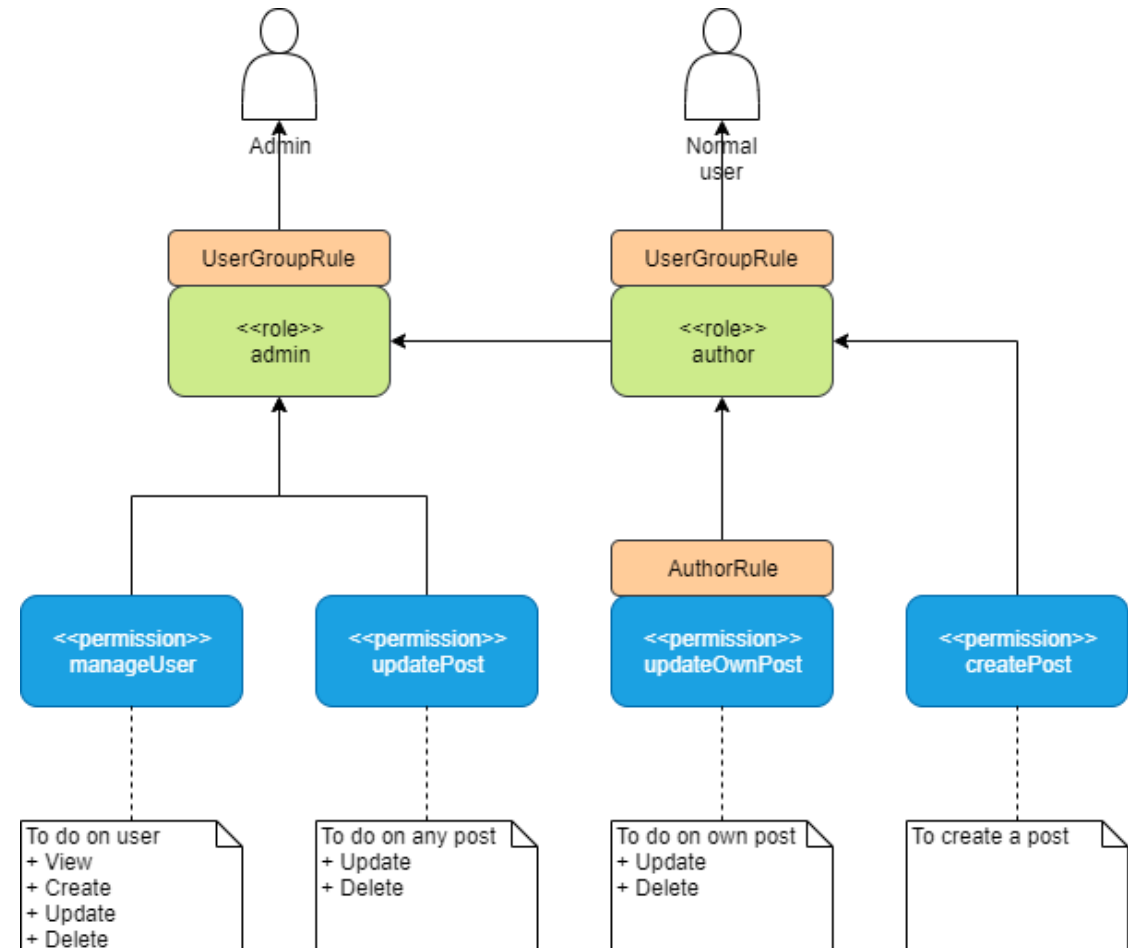 Admin
Normal
user
UserGroupRule
UserGroupRule
<<role>>
admin
<<role>>
author
AuthorRule
<<permission>>
manageUser
<<permission>>
updatePost
<<permission>>
updateOwnPost
<<permission>>
createPost
To do on user
+ View
+ Create
+ Update
+ Delete
To do on any post
+ Update
+ Delete
To do on own post
+ Update
+ Delete
To create a post